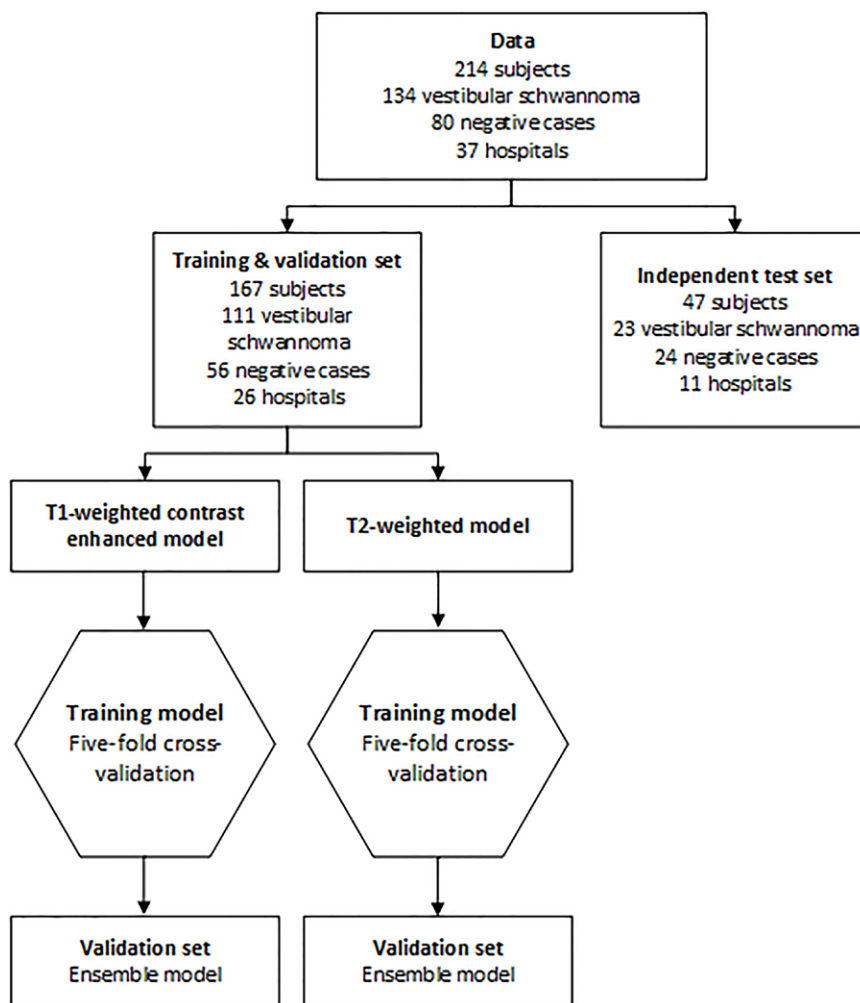 Data
214 subjects
134 vestibular schwannoma
80 negative cases
37 hospitals
Training & validation set
167 subjects
111 vestibular
schwannoma
56 negative cases
26 hospitals
Independent test set
47 subjects
23 vestibular schwannoma
24 negative cases
11 hospitals
T1-weighted contrast
enhanced model
T2-weighted model
Training model
Five-fold cross-
validation
Training model
Five-fold cross-
validation
Validation set
Ensemble model
Validation set
Ensemble model